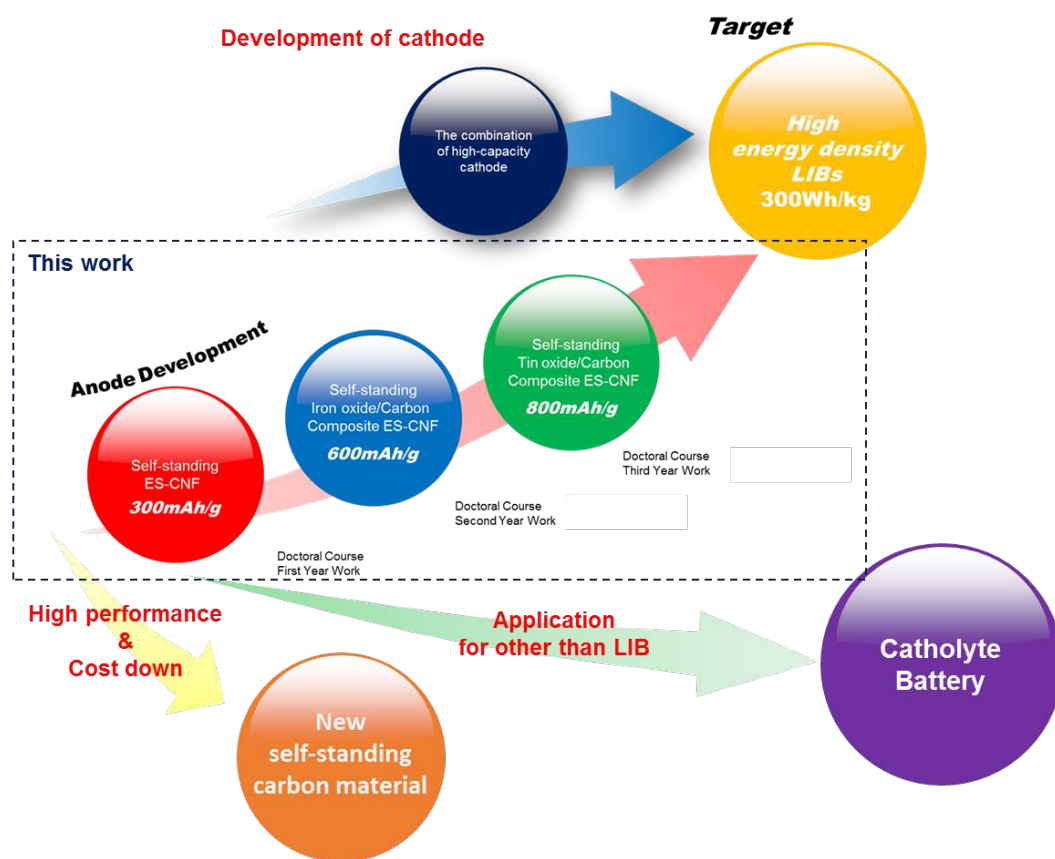 Development of cathode
Target
The combination
of high-capacity
cathode
High
energy density
LIBs
300Wh/kg
This work
Anode Development
Self-standing
ES-CNF
300mAh/g
Self-standing
Iron oxide/Carbon
Composite ES-CNF
600mAh/g
Self-standing
Tin oxide/Carbon
Composite ES-CNF
800mAh/g
Doctoral Course
Third Year Work
Doctoral Course
Second Year Work
Doctoral Course
First Year Work
High performance
&
Cost down
Application
for other than LIB
Catholyte
Battery
New
self-standing
carbon material